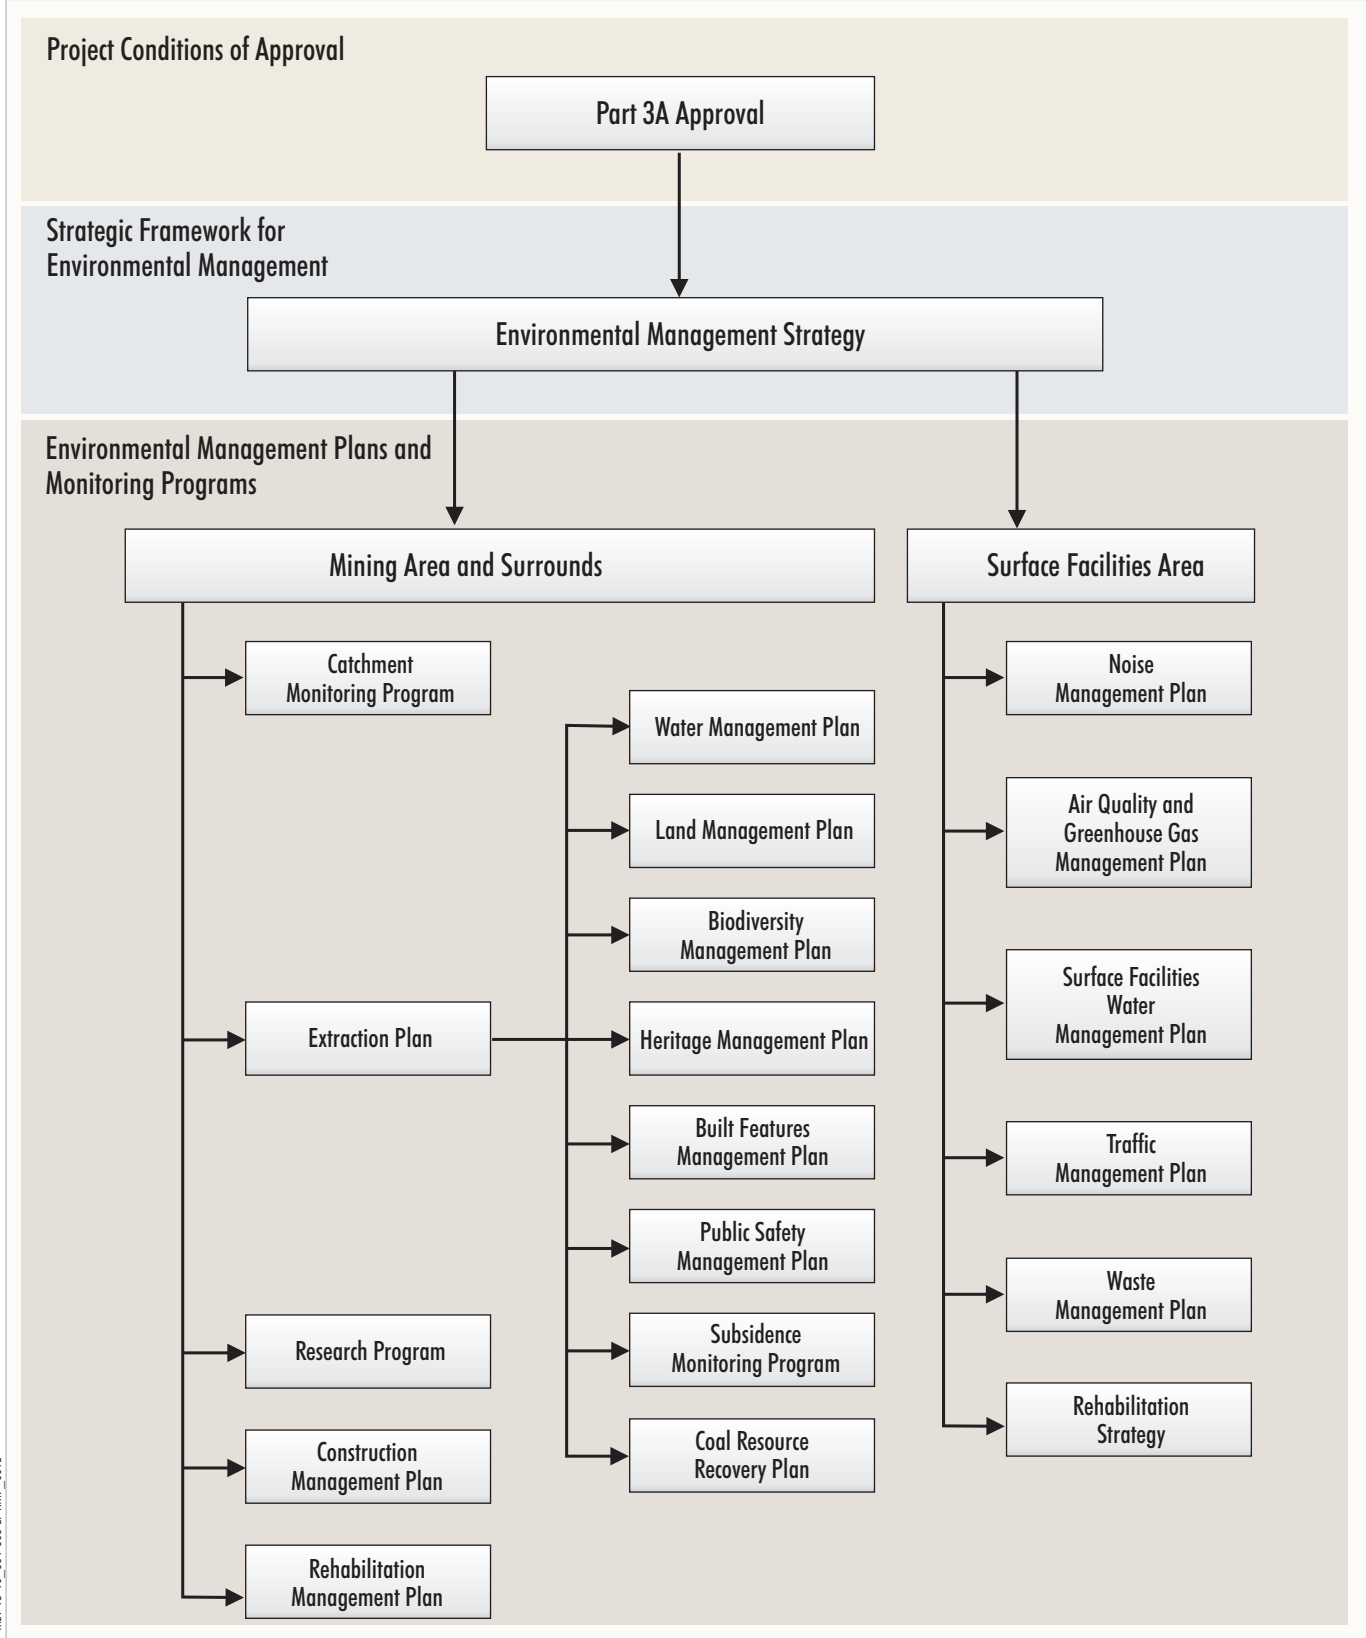 Project Conditions of Approval
Part 3A Approval
Strategic Framework for
Environmental Management
Environmental Management Strategy
Environmental Management Plans and
Monitoring Programs
Mining Area and Surrounds
Catchment
Monitoring Program
Extraction Plan
Research Program
Construction
Management Plan
Rehabilitation
Management Plan
Water Management Plan
Land Management Plan
Biodiversity
Management Plan
Heritage Management Plan
Built Features
Management Plan
Public Safety
Management Plan
Subsidence
Monitoring Program
Coal Resource
Recovery Plan
Surface Facilities Area
Noise
Management Plan
Air Quality and
Greenhouse Gas
Management Plan
Surface Facilities
Water
Management Plan
Traffic
Management Plan
Waste
Management Plan
Rehabilitation
Strategy